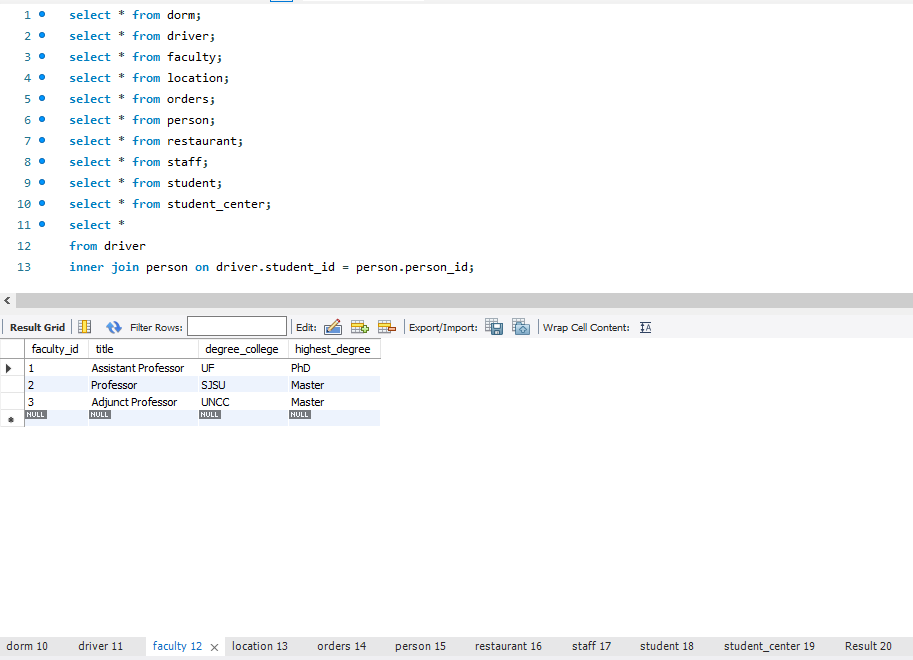 1 select * from dorm;
2 select * from driver;
3 select * from faculty;
4 select * from location;
5 select * from orders;
6 select * from person;
7 select * from restaurant;
8 select * from staff;
9 select * from student;
10 select * from student_center;
11 select *
12 from driver
13 inner join person on driver.student_id = person.person_id;
Result Grid Filter Rows: Edit: Export/Import: Wrap Cell Content: IA
faculty_id title degree_college highest_degree
1 Assistant Professor UF PhD
2 Professor SJSU Master
3 Adjunct Professor UNCC Master
NULL NULL NULL NULL
dorm 10 driver 11 faculty 12 location 13 orders 14 person 15 restaurant 16 staff 17 student 18 student_center 19 Result 20